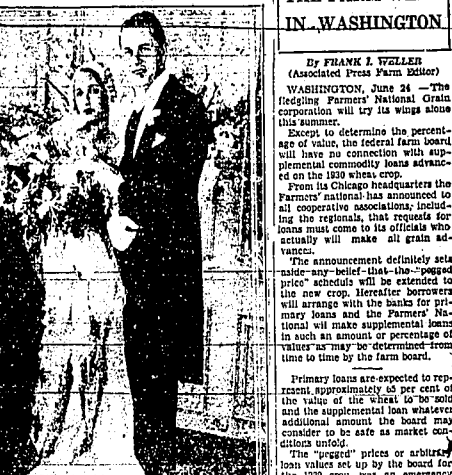 IN WASHINGTON
By FRANK I. WELLER
(Associated Press Farm Editor)
WASHINGTON, June 24 —The
fledgling Farmers' National Grain
corporation will try its wings alone
this summer.
Except to determine the percent-
age of value, the federal farm board
will have no connection with sup-
plemental commodity loans advanc-
ed on the 1930 wheat crop.
From its Chicago headquarters the
Farmers' national has announced to
all cooperative associations, includ-
ing the regionals, that requests for
loans must come to its officials who
actually will make all grain ad-
vances.
The announcement definitely sets
aside any belief that the "pegged
price" schedule will be extended to
the new crop. Hereafter borrowers
will arrange with the banks for pri-
mary loans and the Farmers' Na-
tional wil make supplemental loans
in such an amount or percentage of
values as may be determined from
time to time by the farm board.
Primary loans are expected to rep-
resent approximately 65 per cent of
the value of the wheat to be sold
and the supplemental loan whatever
additional amount the board may
consider to be safe as market con-
ditions unfold.
The "pegged" prices or arbitrary
loan values set up by the board for